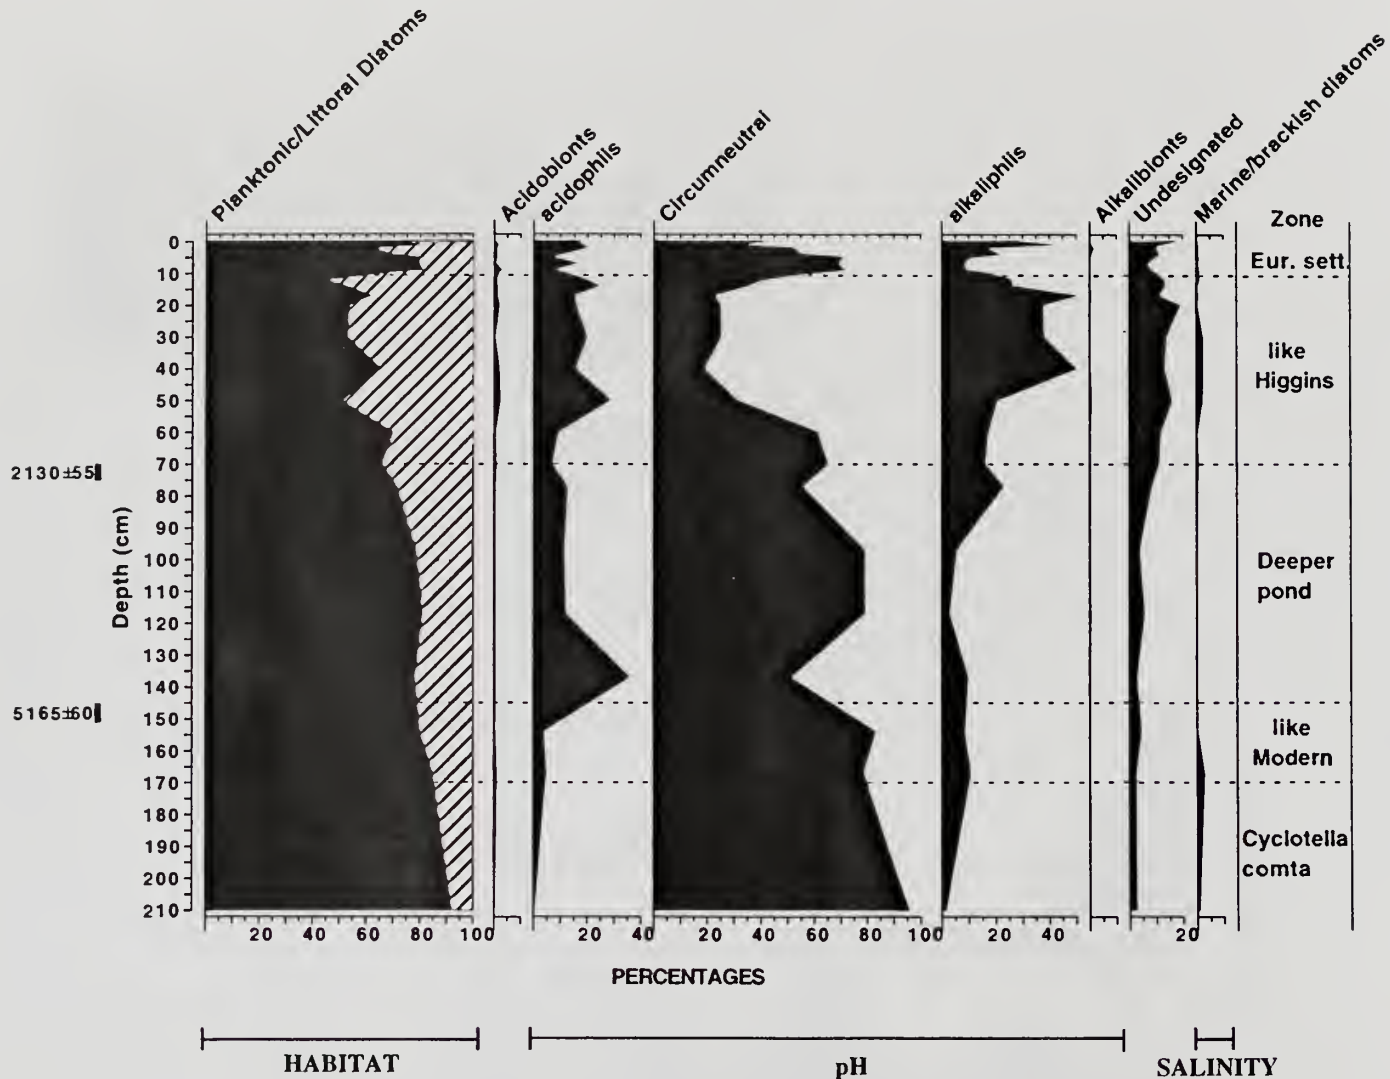 Planktonic/Littoral Diatoms
Acidobionts
acidophils
Circumneutral
alkaliphils
Alkalibionts
Undesignated
Marine/brackish diatoms
Zone
0
10
20
30
40
50
60
70
80
90
100
110
120
130
140
150
160
170
180
190
200
210
Depth (cm)
2130±55
5165±60
Eur. sett.
like
Higgins
Deeper
pond
like
Modern
Cyclotella
comta
20 40 60 80 100 20 40 20 40 60 80 100 20 40 20
PERCENTAGES
HABITAT pH SALINITY